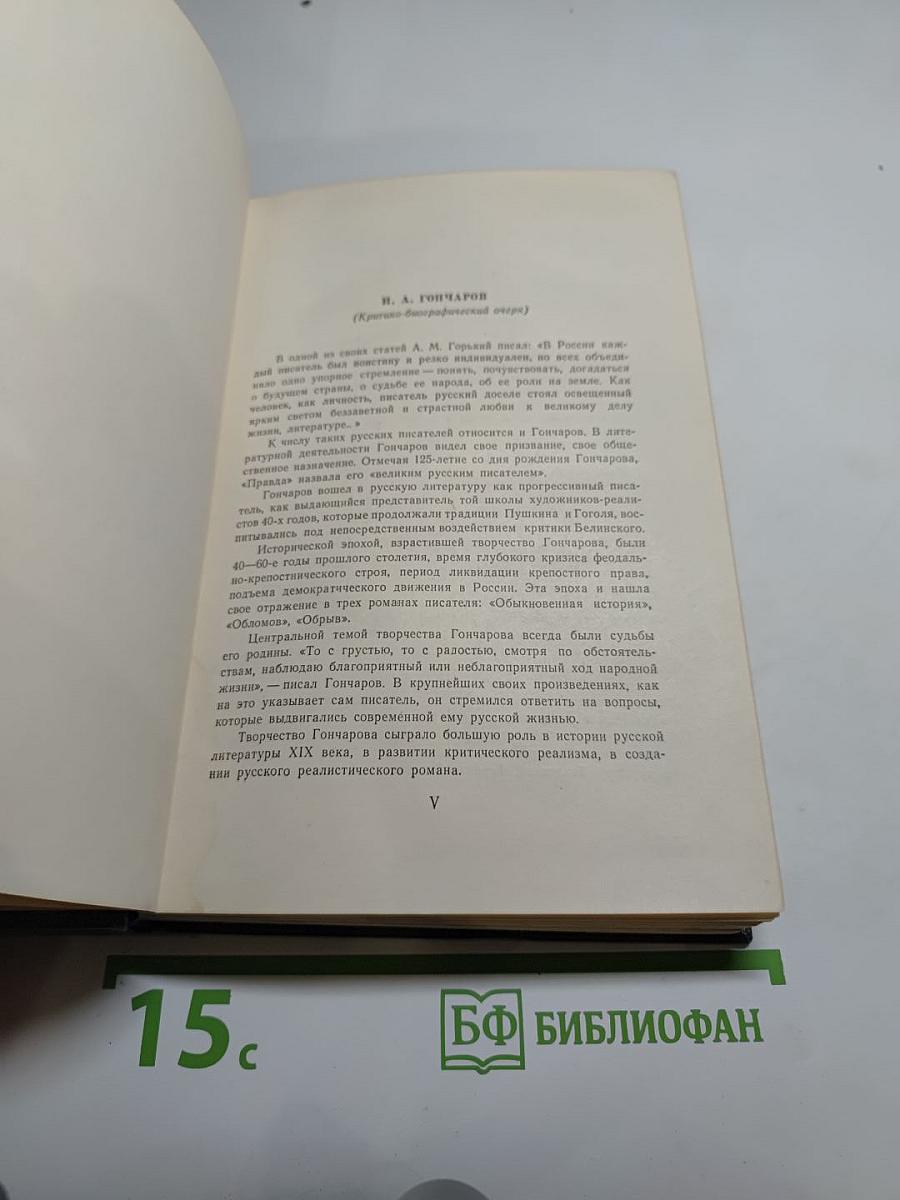 И. А. ГОНЧАРОВ
(Критико-биографический очерк)
В одной из своих статей А. М. Горький писал: «В России каж-
дый писатель был воистину и резко индивидуален, но всех объеди-
няло одно упорное стремление — понять, почувствовать, догадаться
о будущем страны, о судьбе ее народа, об ее роли на земле. Как
человек, как личность, писатель русский доселе стоял освещенный
ярким светом беззаветной и страстной любви к великому делу
жизни, литературе.. »
К числу таких русских писателей относится и Гончаров. В лите-
ратурной деятельности Гончаров видел свое призвание, свое обще-
ственное назначение. Отмечая 125-летие со дня рождения Гончарова,
«Правда» назвала его «великим русским писателем».
Гончаров вошел в русскую литературу как прогрессивный писа-
тель, как выдающийся представитель той школы художников-реали-
стов 40-х годов, которые продолжали традиции Пушкина и Гоголя, вос-
питывались под непосредственным воздействием критики Белинского.
Исторической эпохой, взрастившей творчество Гончарова, были
40—60-е годы прошлого столетия, время глубокого кризиса феодаль-
но-крепостнического строя, период ликвидации крепостного права,
подъема демократического движения в России. Эта эпоха и нашла
свое отражение в трех романах писателя: «Обыкновенная история»,
«Обломов», «Обрыв».
Центральной темой творчества Гончарова всегда были судьбы
его родины. «То с грустью, то с радостью, смотря по обстоятель-
ствам, наблюдаю благоприятный или неблагоприятный ход народной
жизни», — писал Гончаров. В крупнейших своих произведениях, как
на это указывает сам писатель, он стремился ответить на вопросы,
которые выдвигались современной ему русской жизнью.
Творчество Гончарова сыграло большую роль в истории русской
литературы XIX века, в развитии критического реализма, в созда-
нии русского реалистического романа.
V
15 с
БФ БИБЛИОФАН